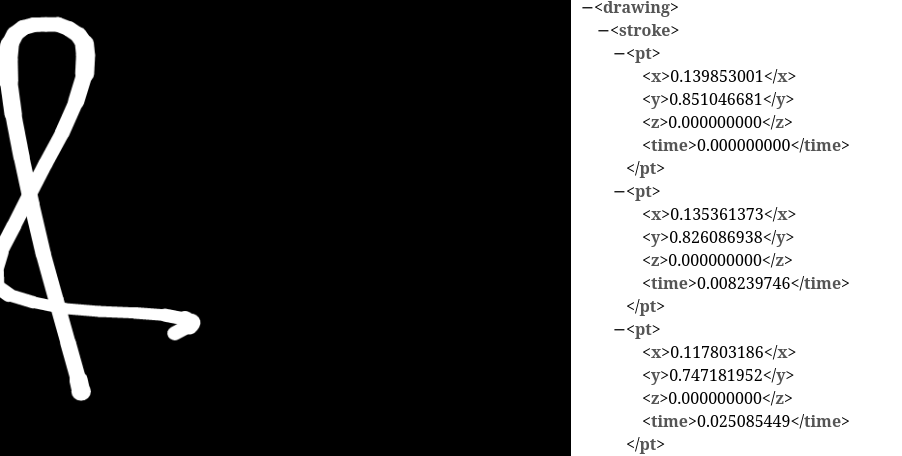 −<drawing>
−<stroke>
−<pt>
<x>0.139853001</x>
<y>0.851046681</y>
<z>0.000000000</z>
<time>0.000000000</time>
</pt>
−<pt>
<x>0.135361373</x>
<y>0.826086938</y>
<z>0.000000000</z>
<time>0.008239746</time>
</pt>
−<pt>
<x>0.117803186</x>
<y>0.747181952</y>
<z>0.000000000</z>
<time>0.025085449</time>
</pt>